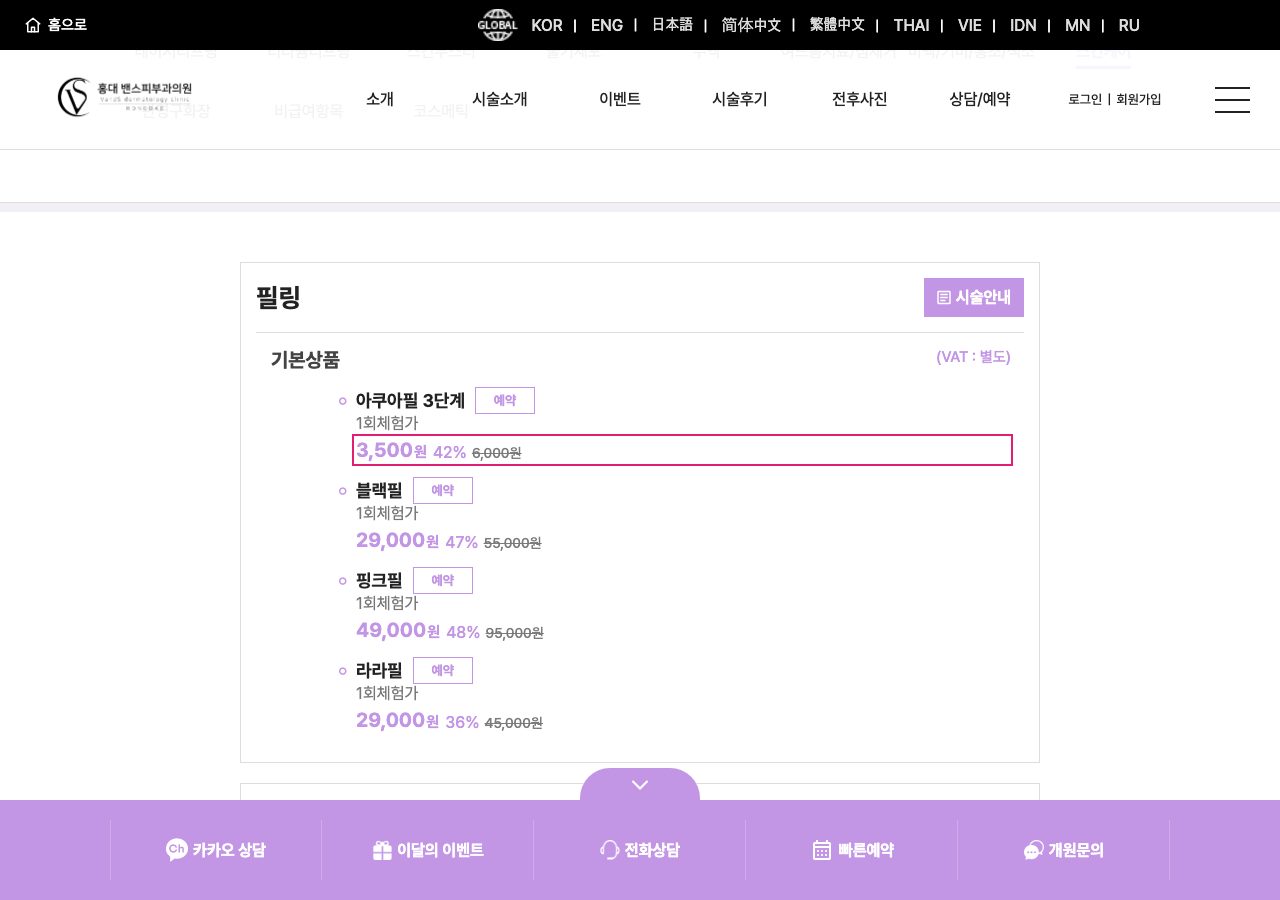 홈으로
GLOBAL KOR | ENG | 日本語 | 简体中文 | 繁體中文 | THAI | VIE | IDN | MN | RU
홍대 밴스피부과의원
소개 시술소개 이벤트 시술후기 전후사진 상담/예약 로그인 | 회원가입
비급여항목 코스메틱
필링 시술안내
기본상품 (VAT : 별도)
아쿠아필 3단계 예약
1회체험가
3,500원 42% 6,000원
블랙필 예약
1회체험가
29,000원 47% 55,000원
핑크필 예약
1회체험가
49,000원 48% 95,000원
라라필 예약
1회체험가
29,000원 36% 45,000원
Ch 카카오 상담 이달의 이벤트 전화상담 빠른예약 개원문의